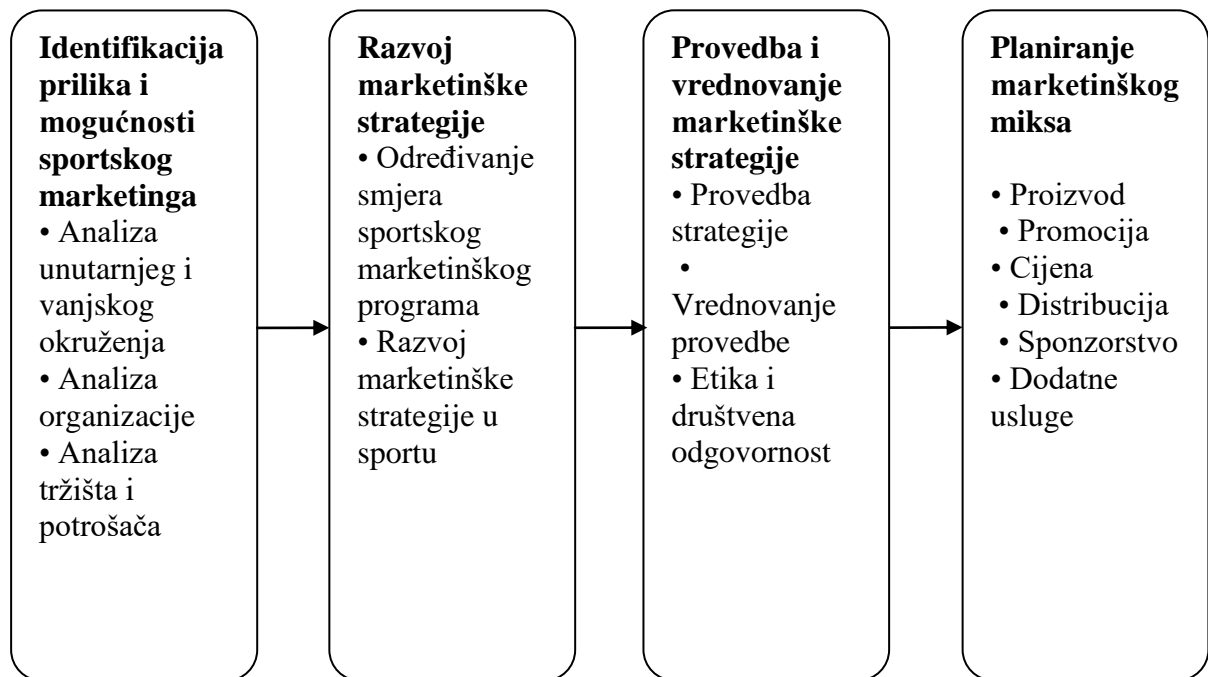 Identifikacija
prilika i
mogućnosti
sportskog
marketinga
• Analiza
unutarnjeg i
vanjskog
okruženja
• Analiza
organizacije
• Analiza
tržišta i
potrošača
Razvoj
marketinške
strategije
• Određivanje
smjera
sportskog
marketinškog
programa
• Razvoj
marketinške
strategije u
sportu
Provedba i
vrednovanje
marketinške
strategije
• Provedba
strategije
•
Vrednovanje
provedbe
• Etika i
društvena
odgovornost
Planiranje
marketinškog
miksa
• Proizvod
• Promocija
• Cijena
• Distribucija
• Sponzorstvo
• Dodatne
usluge